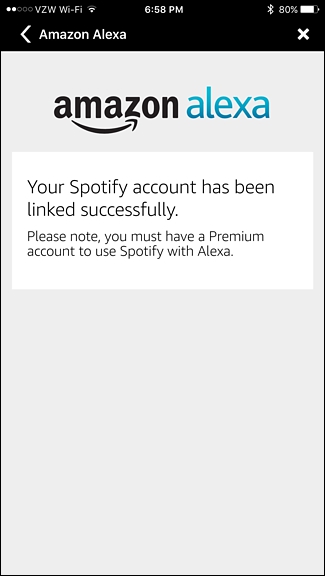 VZW Wi-Fi 6:58 PM 80%
Amazon Alexa
amazon alexa
Your Spotify account has been
linked successfully.
Please note, you must have a Premium
account to use Spotify with Alexa.